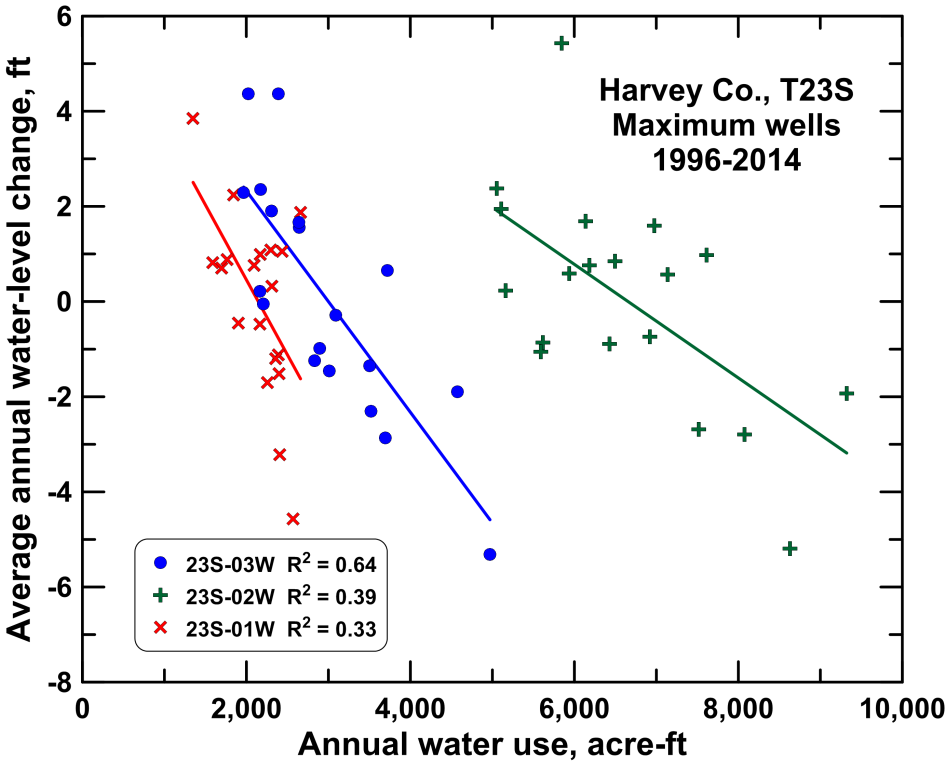 6
4
2
0
-2
-4
-6
-8
Average annual water-level change, ft
Harvey Co., T23S
Maximum wells
1996-2014
23S-03W R² = 0.64
23S-02W R² = 0.39
23S-01W R² = 0.33
0 2,000 4,000 6,000 8,000 10,000
Annual water use, acre-ft